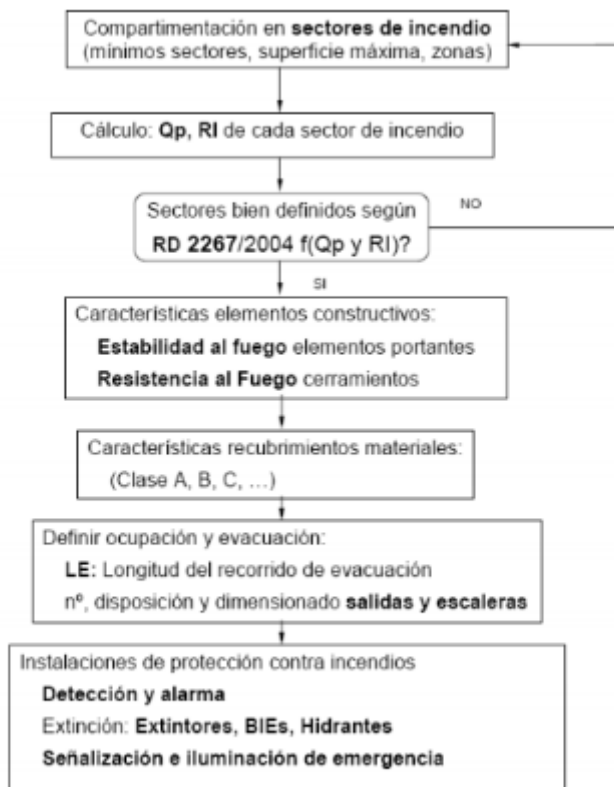 Compartimentación en sectores de incendio
(mínimos sectores, superficie máxima, zonas)
Cálculo: Qp, RI de cada sector de incendio
Sectores bien definidos según
RD 2267/2004 f(Qp y RI)?
NO
SI
Características elementos constructivos:
Estabilidad al fuego elementos portantes
Resistencia al Fuego cerramientos
Características recubrimientos materiales:
(Clase A, B, C, ...)
Definir ocupación y evacuación:
LE: Longitud del recorrido de evacuación
nº, disposición y dimensionado salidas y escaleras
Instalaciones de protección contra incendios
Detección y alarma
Extinción: Extintores, BIEs, Hidrantes
Señalización e iluminación de emergencia